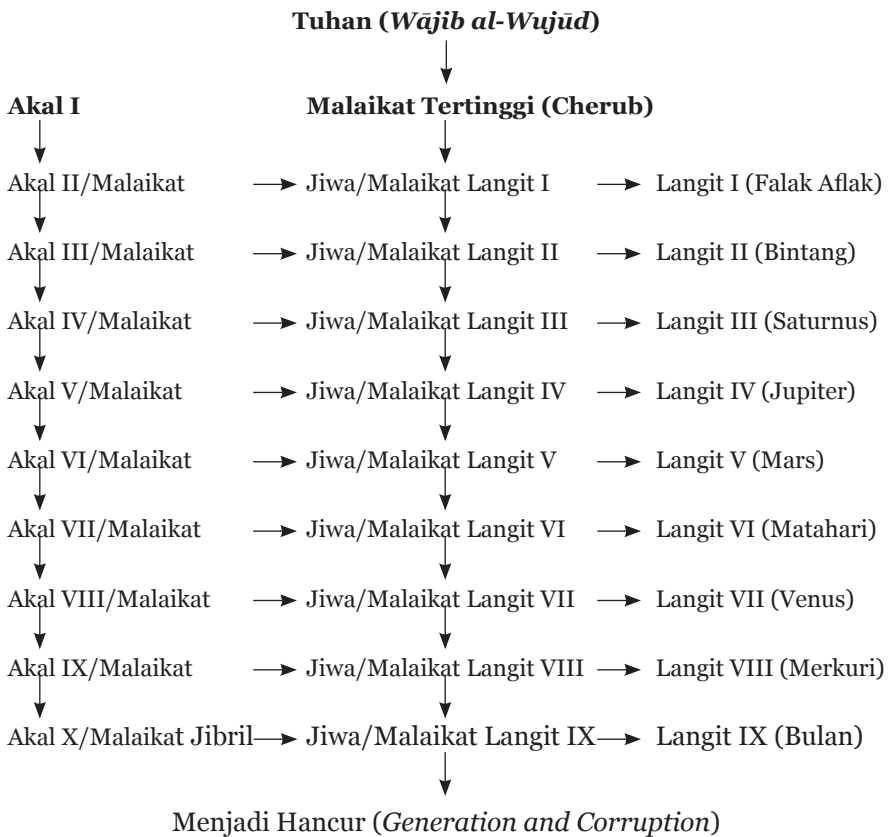 Tuhan (Wājib al-Wujūd)
Akal I Malaikat Tertinggi (Cherub)
Akal II/Malaikat Jiwa/Malaikat Langit I Langit I (Falak Aflak)
Akal III/Malaikat Jiwa/Malaikat Langit II Langit II (Bintang)
Akal IV/Malaikat Jiwa/Malaikat Langit III Langit III (Saturnus)
Akal V/Malaikat Jiwa/Malaikat Langit IV Langit IV (Jupiter)
Akal VI/Malaikat Jiwa/Malaikat Langit V Langit V (Mars)
Akal VII/Malaikat Jiwa/Malaikat Langit VI Langit VI (Matahari)
Akal VIII/Malaikat Jiwa/Malaikat Langit VII Langit VII (Venus)
Akal IX/Malaikat Jiwa/Malaikat Langit VIII Langit VIII (Merkuri)
Akal X/Malaikat Jibril Jiwa/Malaikat Langit IX Langit IX (Bulan)
Menjadi Hancur (Generation and Corruption)